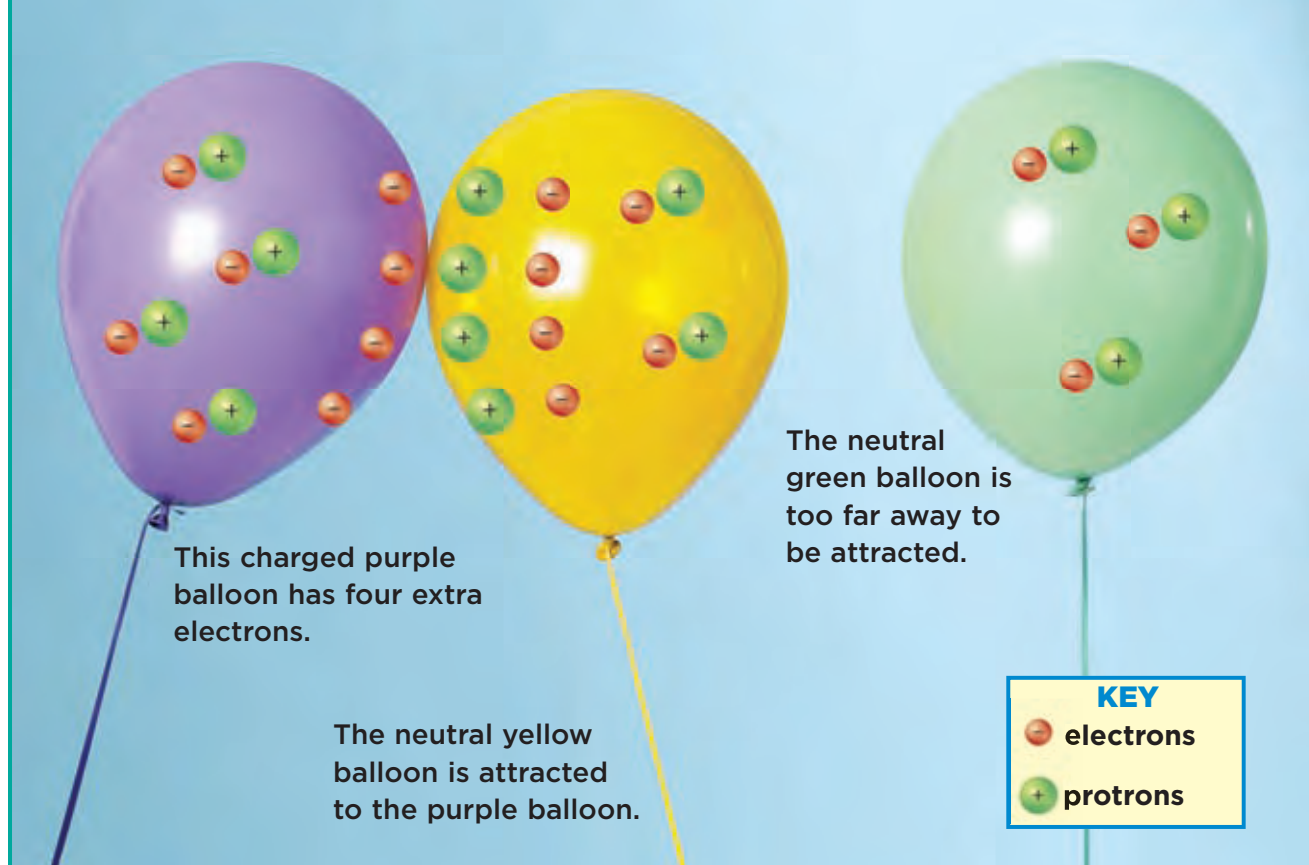 This charged purple
balloon has four extra
electrons.
The neutral yellow
balloon is attracted
to the purple balloon.
The neutral
green balloon is
too far away to
be attracted.
KEY
− electrons
+ protrons